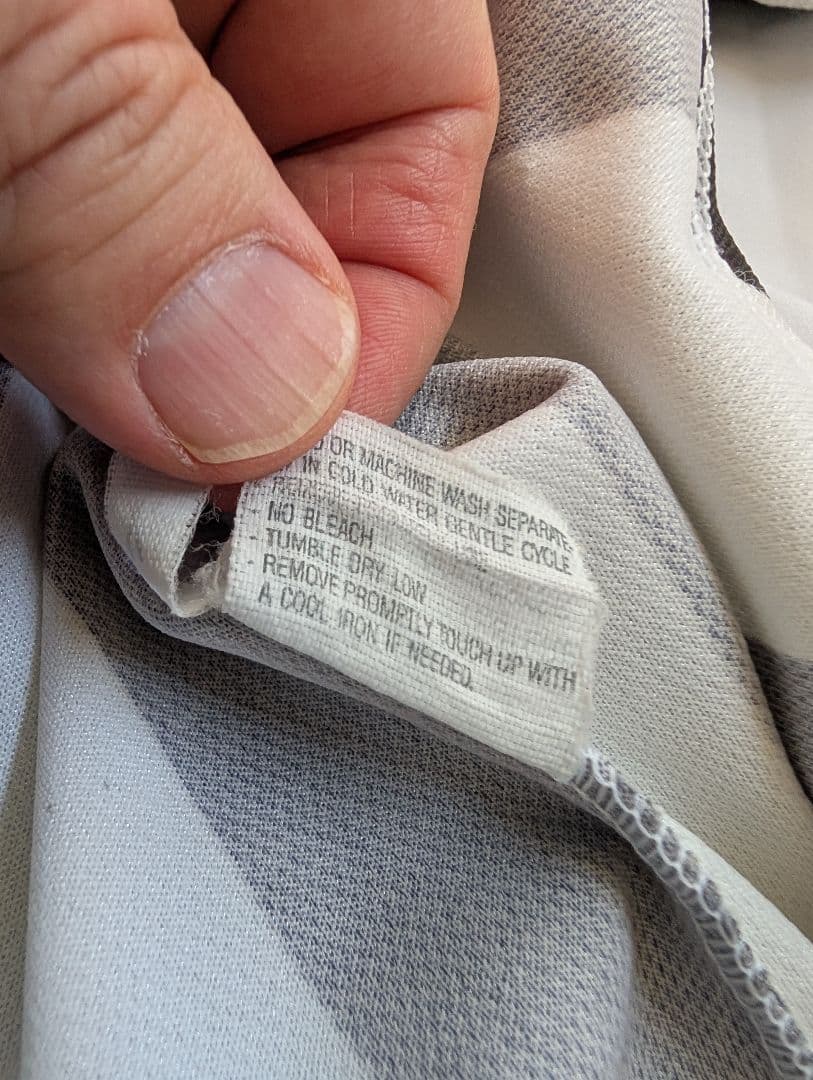 OR MACHINE WASH SEPARATE-
IN COLD WATER GENTLE CYCLE
- NO BLEACH
- TUMBLE DRY LOW
- REMOVE PROMPTLY TOUCH UP WITH
A COOL IRON IF NEEDED.